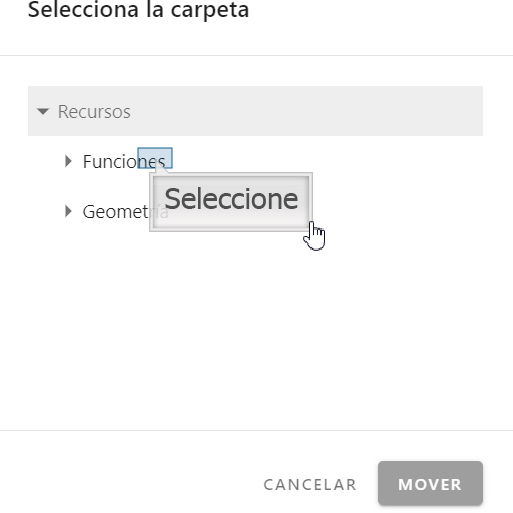 Selecciona la carpeta
Recursos
Funciones
Seleccione
Geometría
CANCELAR
MOVER